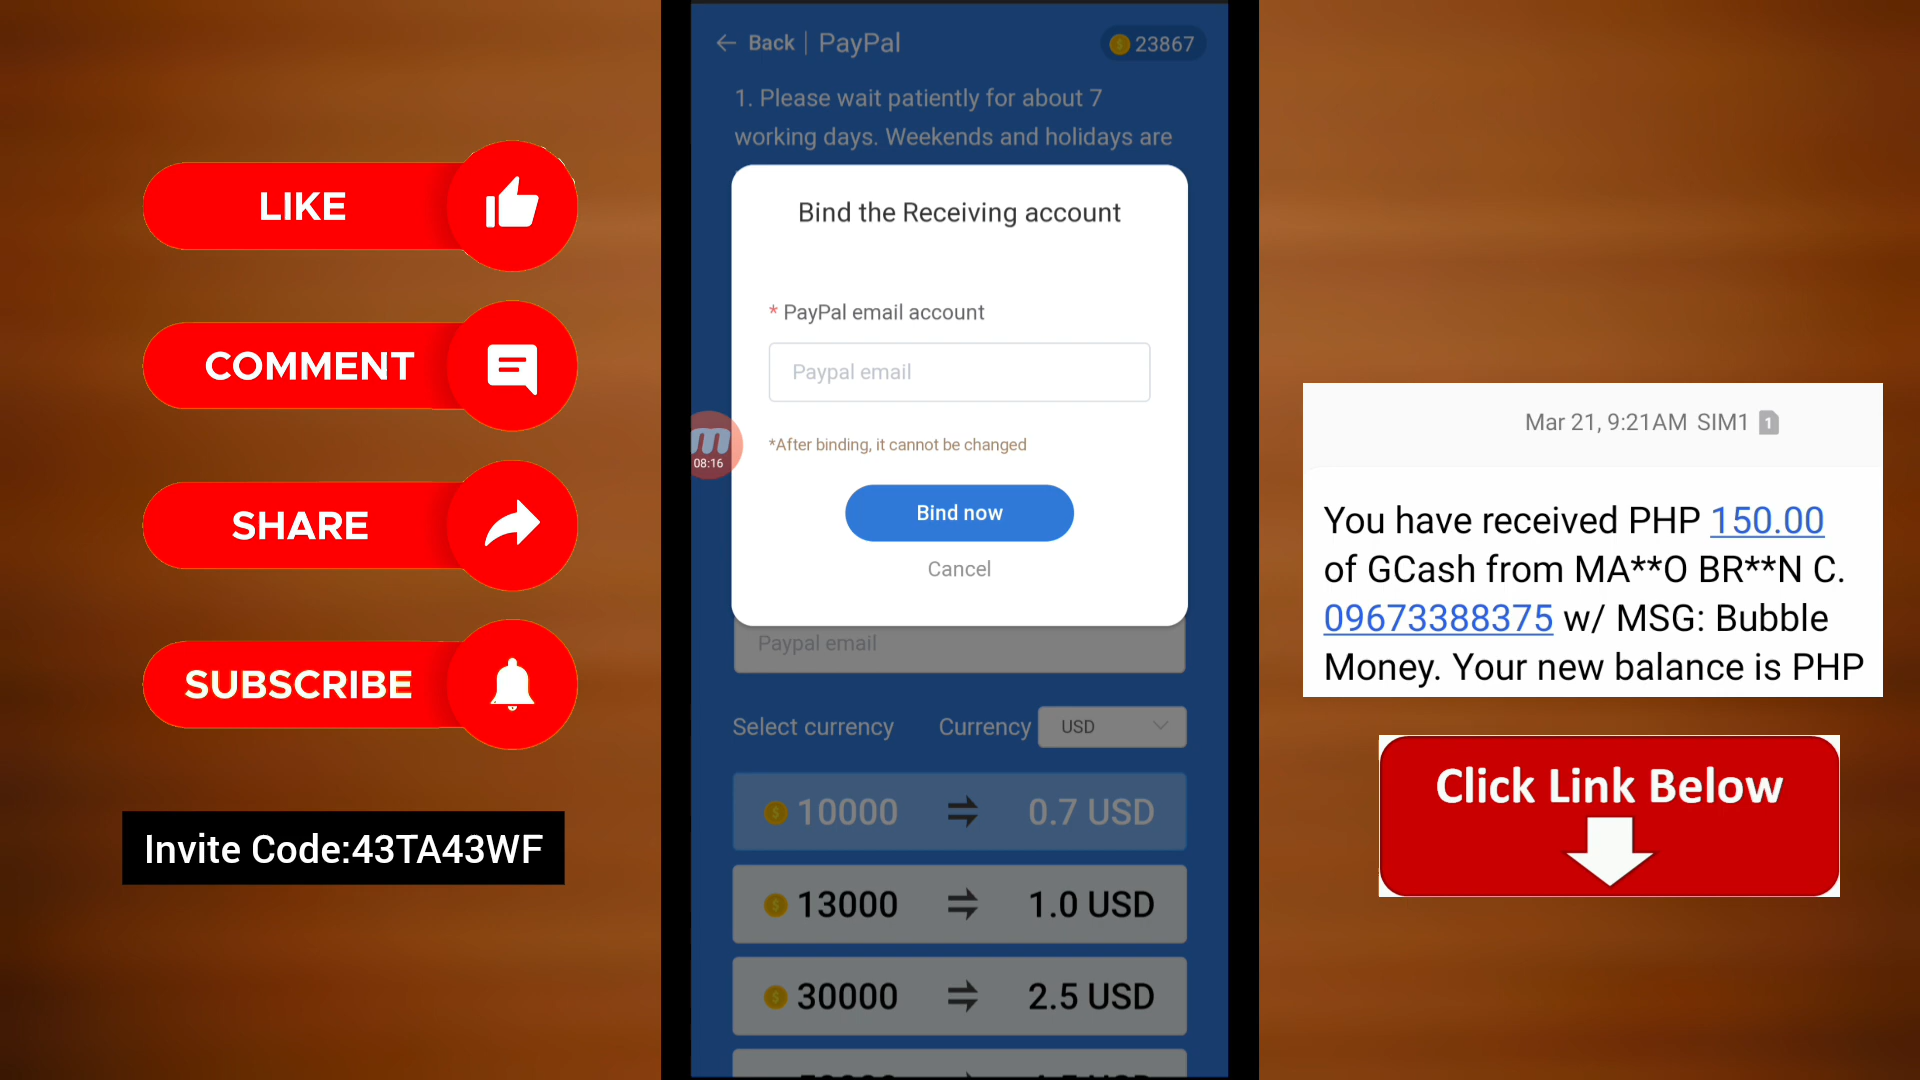 LIKE
COMMENT
SHARE
SUBSCRIBE
Invite Code:43TA43WF
Back | PayPal
23867
1. Please wait patiently for about 7
working days. Weekends and holidays are
Bind the Receiving account
* PayPal email account
Paypal email
m
08:16
*After binding, it cannot be changed
Bind now
Cancel
Paypal email
Select currency Currency USD
10000 0.7 USD
13000 1.0 USD
30000 2.5 USD
Mar 21, 9:21AM SIM1 1
You have received PHP 150.00
of GCash from MA**O BR**N C.
09673388375 w/ MSG: Bubble
Money. Your new balance is PHP
Click Link Below